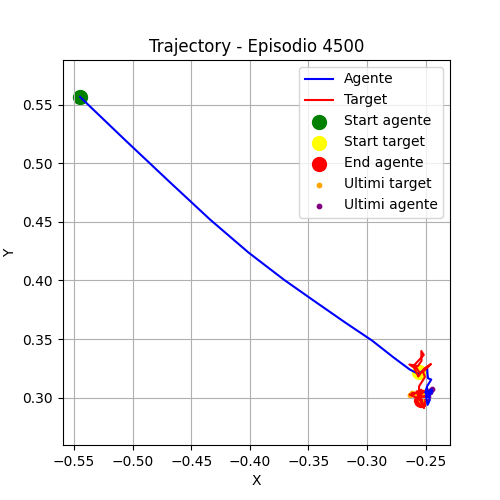 Trajectory - Episodio 4500
Agente
Target
Start agente
Start target
End agente
Ultimi target
Ultimi agente
Y
0.55
0.50
0.45
0.40
0.35
0.30
−0.55 −0.50 −0.45 −0.40 −0.35 −0.30 −0.25
X